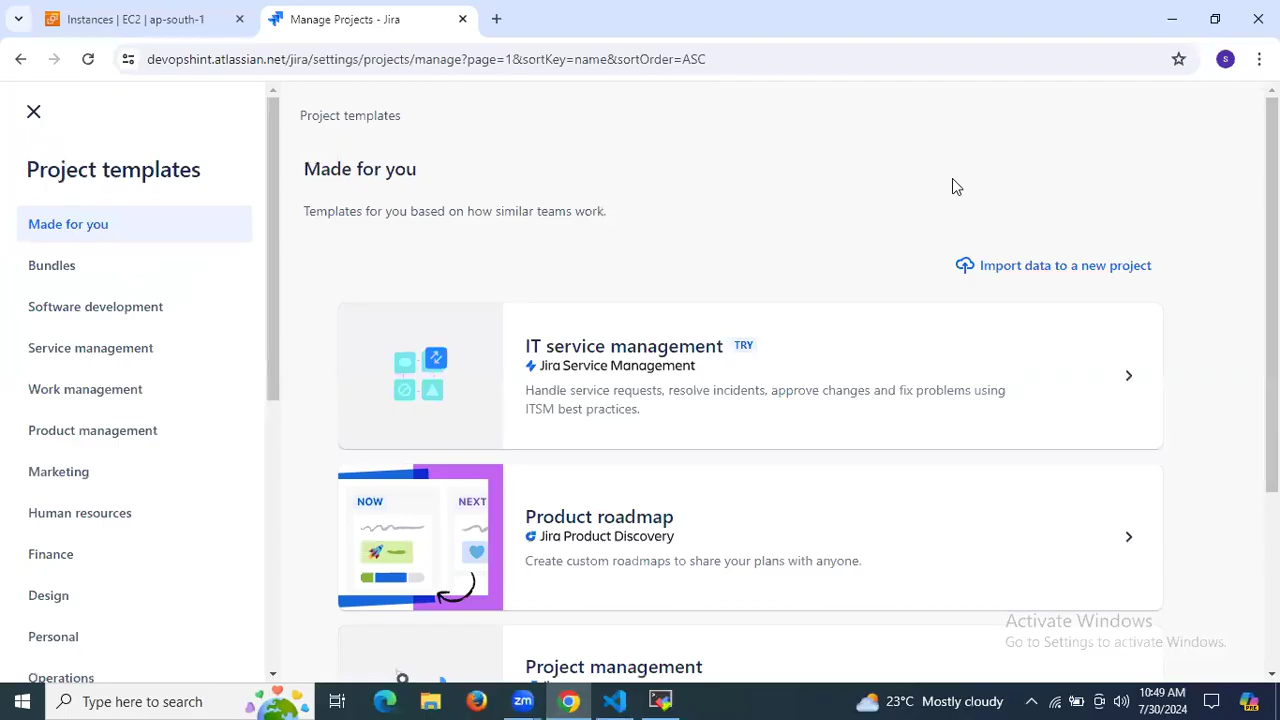 Instances | EC2 | ap-south-1
Manage Projects - Jira
devopshint.atlassian.net/jira/settings/projects/manage?page=1&sortKey=name&sortOrder=ASC
S
Project templates
Made for you
Bundles
Software development
Service management
Work management
Product management
Marketing
Human resources
Finance
Design
Personal
Operations
Project templates
Made for you
Templates for you based on how similar teams work.
Import data to a new project
IT service management TRY
Jira Service Management
Handle service requests, resolve incidents, approve changes and fix problems using
ITSM best practices.
NOW
NEXT
Product roadmap
Jira Product Discovery
Create custom roadmaps to share your plans with anyone.
Project management
Activate Windows
Go to Settings to activate Windows.
Type here to search
zm
23°C Mostly cloudy
10:49 AM
7/30/2024